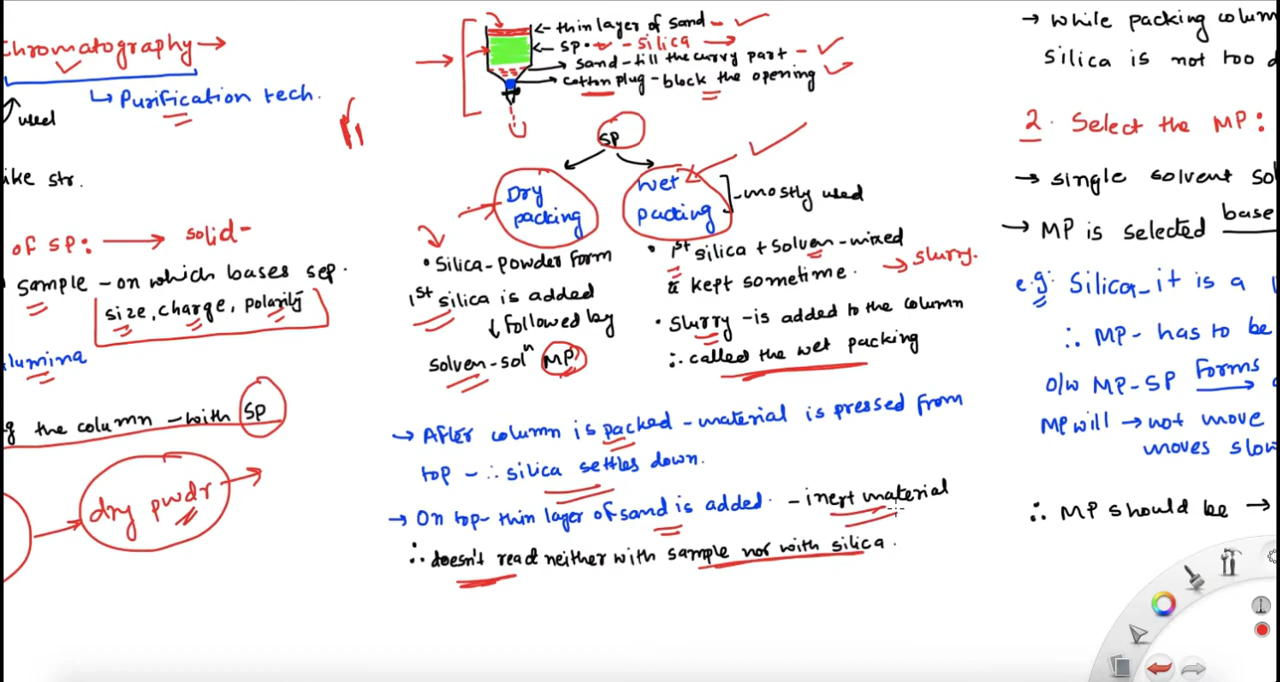 Chromatography →
↳ Purification tech.
used
like str.
of SP: → solid-
sample - on which bases sep.
size, charge, polarity
lumina
g the column - with SP
dry pwdr →
← thin layer of sand -
← SP. - silica →
→ sand - fill the curvy part -
→ cotton plug - block the opening
SP
Dry
packing
Wet
packing
- mostly used
• Silica - powder form
1st silica is added
↓ followed by
solven - solⁿ MP
• 1st silica + solven - mixed
& kept sometime. → slurry.
• slurry - is added to the column
∴ called the wet packing
→ After column is packed - material is pressed from
top - ∴ silica settles down.
→ On top - thin layer of sand is added. - inert material
∴ doesn't read neither with sample nor with silica.
→ while packing colum
silica is not too d
2. Select the MP:
→ single solvent sol
→ MP is selected base
e.g: Silica - it is a
∴ MP - has to be
o/w MP - SP forms →
MP will → not move
moves slow
∴ MP should be →